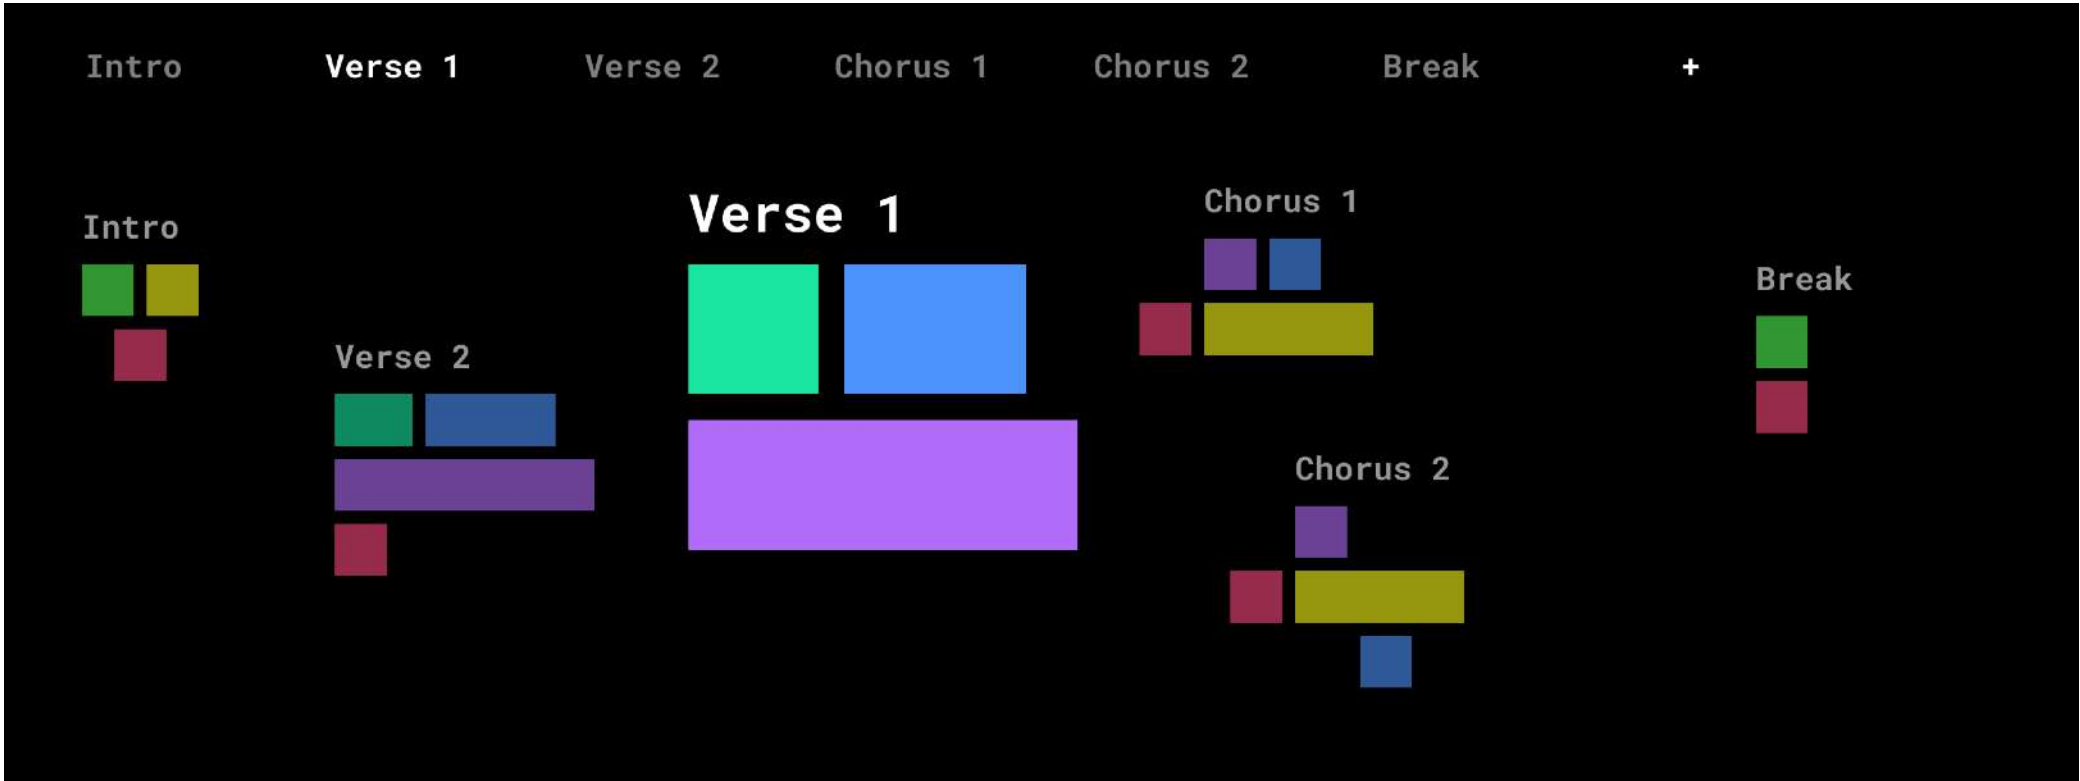 Intro Verse 1 Verse 2 Chorus 1 Chorus 2 Break +
Intro
Verse 2
Verse 1
Chorus 1
Chorus 2
Break